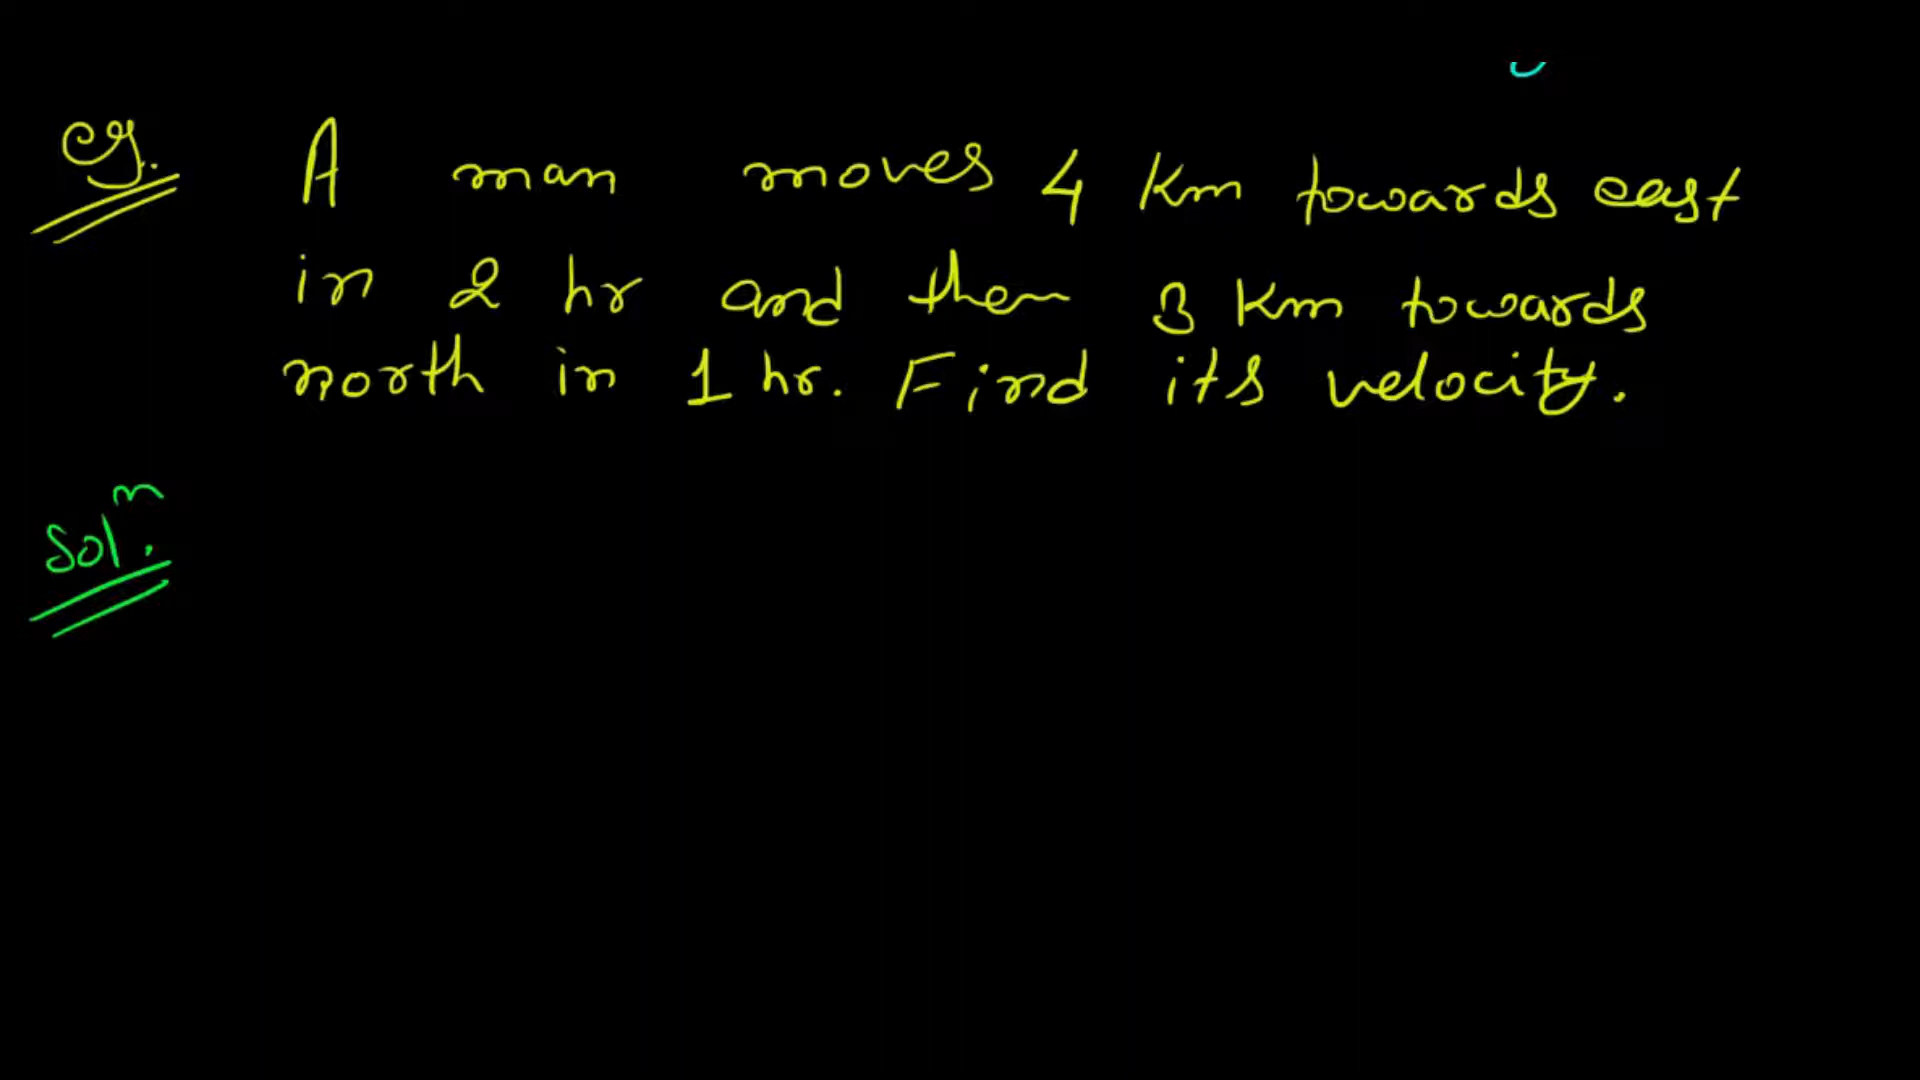 eg. A man moves 4 Km towards east
in 2 hr and then 3 Km towards
north in 1 hr. Find its velocity.
Solⁿ.